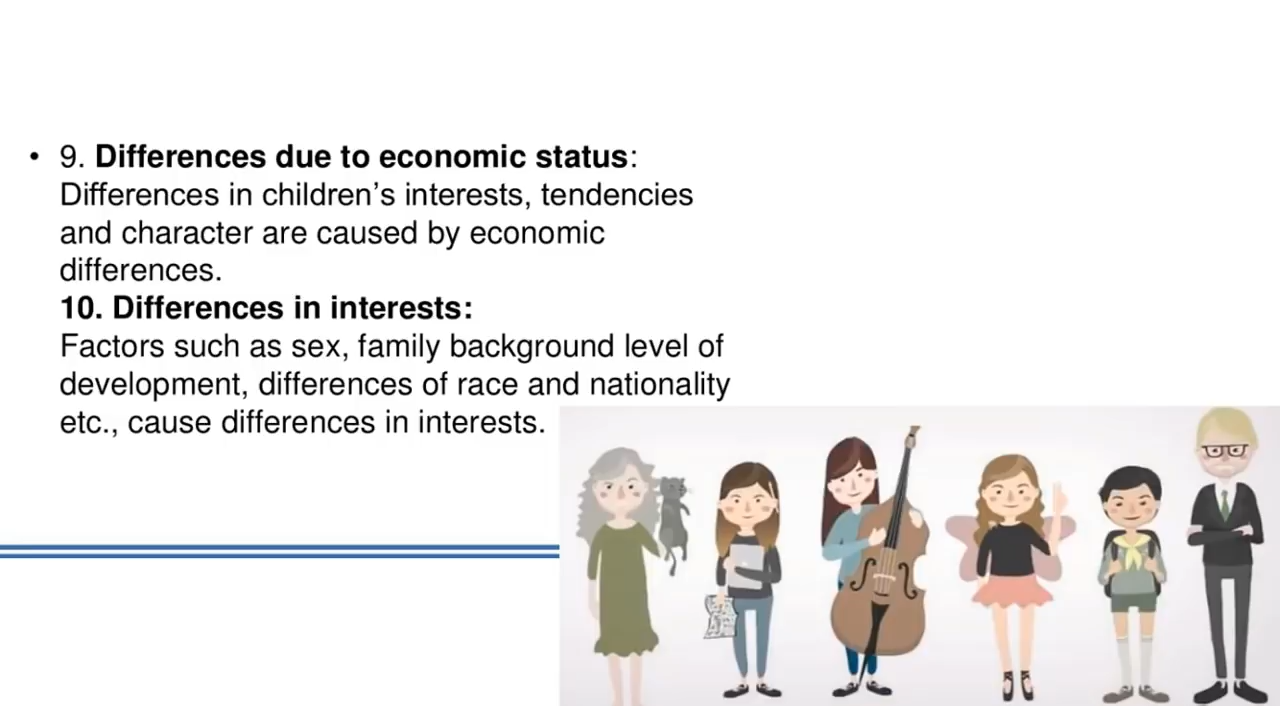 • 9. Differences due to economic status:
Differences in children’s interests, tendencies
and character are caused by economic
differences.
10. Differences in interests:
Factors such as sex, family background level of
development, differences of race and nationality
etc., cause differences in interests.